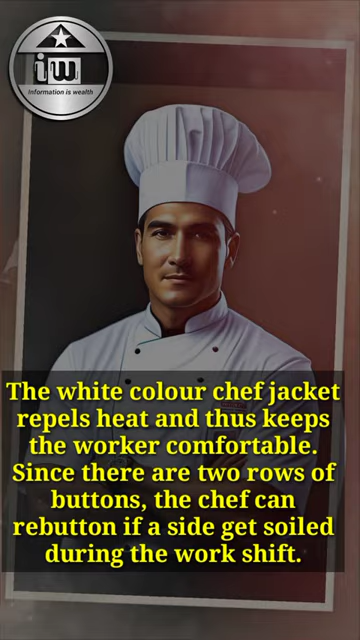 iw
Information is wealth
The white colour chef jacket
repels heat and thus keeps
the worker comfortable.
Since there are two rows of
buttons, the chef can
rebutton if a side get soiled
during the work shift.